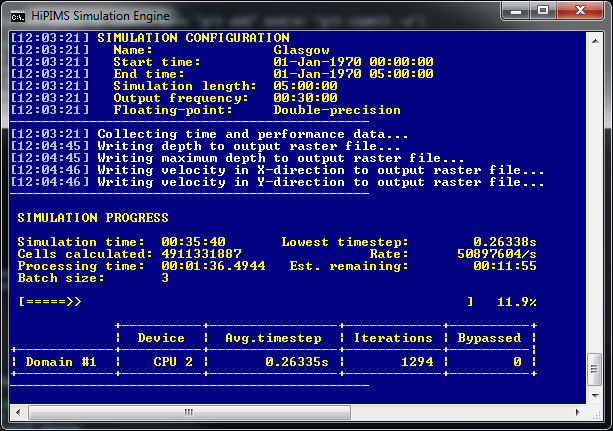 HiPIMS Simulation Engine
[12:03:21] SIMULATION CONFIGURATION
[12:03:21] Name: Glasgow
[12:03:21] Start time: 01-Jan-1970 00:00:00
[12:03:21] End time: 01-Jan-1970 05:00:00
[12:03:21] Simulation length: 05:00:00
[12:03:21] Output frequency: 00:30:00
[12:03:21] Floating-point: Double-precision
[12:03:21] Collecting time and performance data...
[12:04:45] Writing depth to output raster file...
[12:04:45] Writing maximum depth to output raster file...
[12:04:46] Writing velocity in X-direction to output raster file...
[12:04:46] Writing velocity in Y-direction to output raster file...
SIMULATION PROGRESS
Simulation time: 00:35:40 Lowest timestep: 0.26338s
Cells calculated: 4911331887 Rate: 50897604/s
Processing time: 00:01:36.4944 Est. remaining: 00:11:55
Batch size: 3
[=====>> ] 11.9%
Device | Avg.timestep | Iterations | Bypassed
Domain #1 | CPU 2 | 0.26335s | 1294 | 0